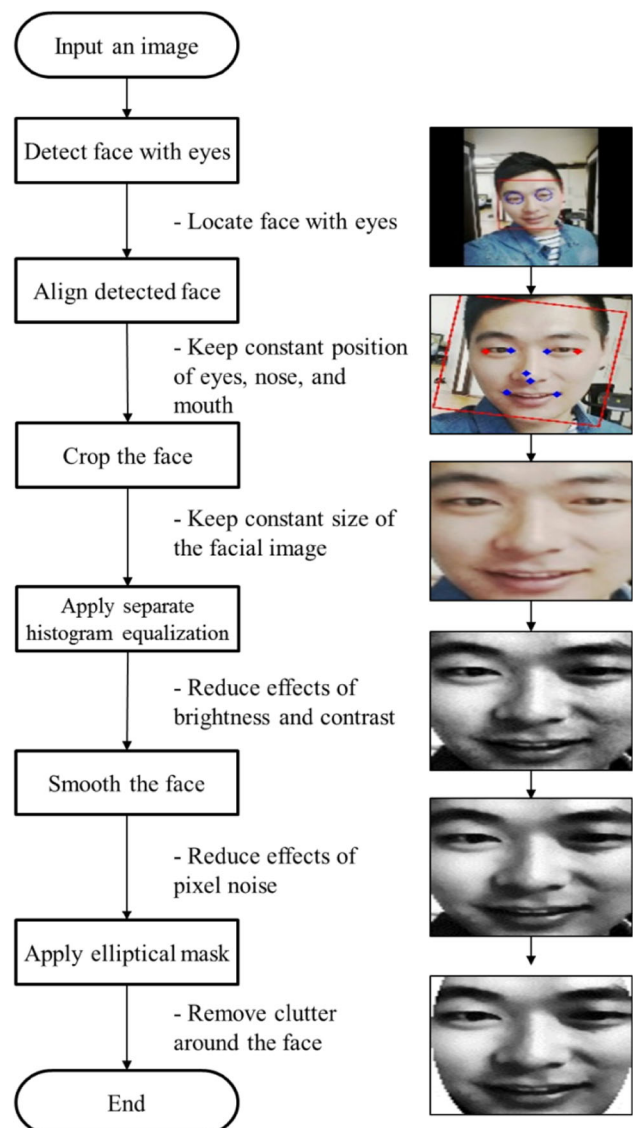 Input an image
Detect face with eyes
- Locate face with eyes
Align detected face
- Keep constant position
of eyes, nose, and
mouth
Crop the face
- Keep constant size of
the facial image
Apply separate
histogram equalization
- Reduce effects of
brightness and contrast
Smooth the face
- Reduce effects of
pixel noise
Apply elliptical mask
- Remove clutter
around the face
End